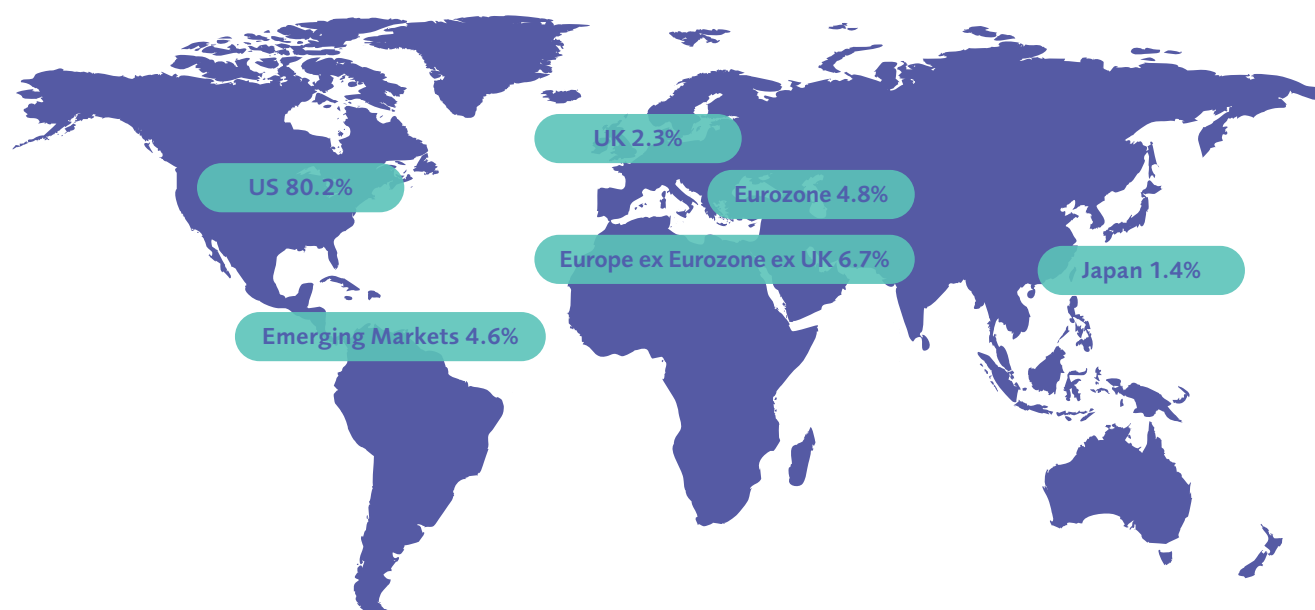 UK 2.3%
US 80.2%
Eurozone 4.8%
Europe ex Eurozone ex UK 6.7%
Japan 1.4%
Emerging Markets 4.6%